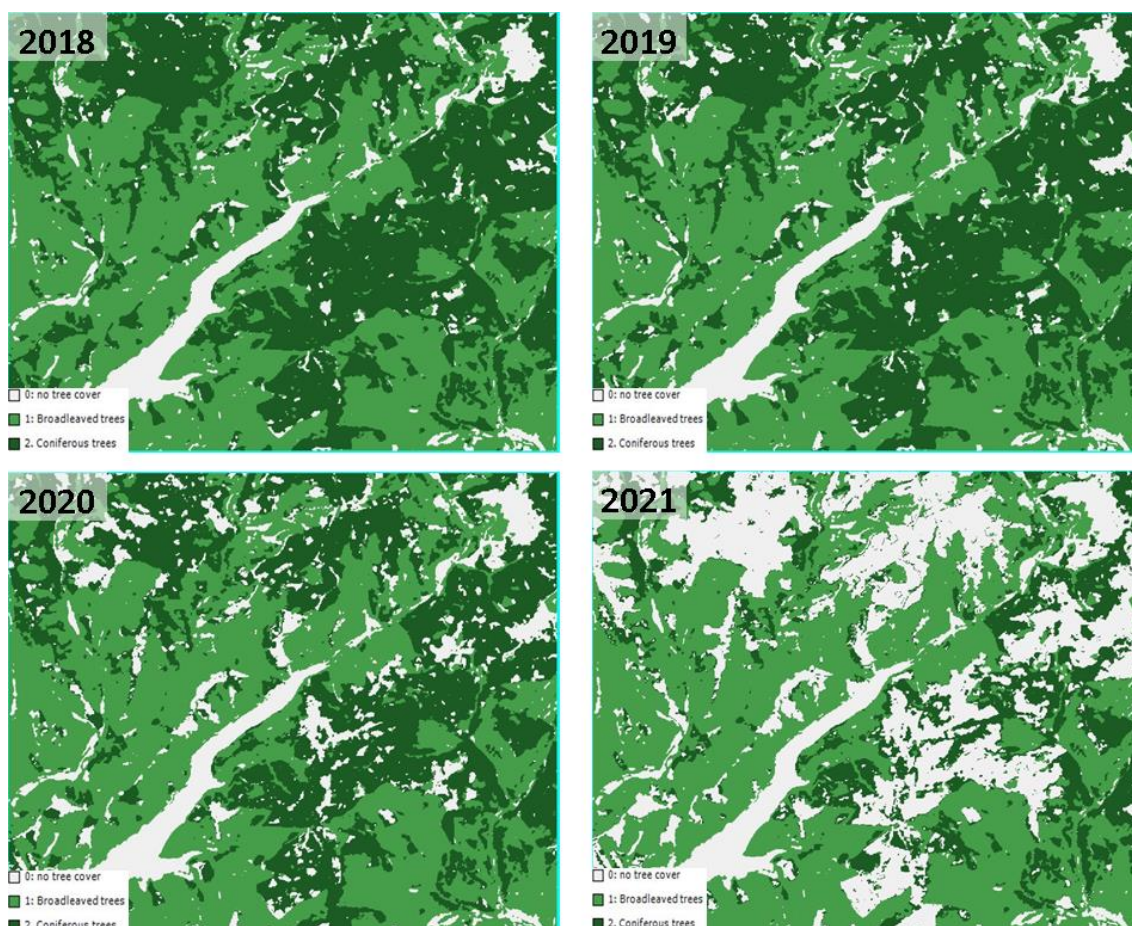 2018
0: no tree cover
1: Broadleaved trees
2. Coniferous trees
2019
0: no tree cover
1: Broadleaved trees
2. Coniferous trees
2020
0: no tree cover
1: Broadleaved trees
2. Coniferous trees
2021
0: no tree cover
1: Broadleaved trees
2. Coniferous trees